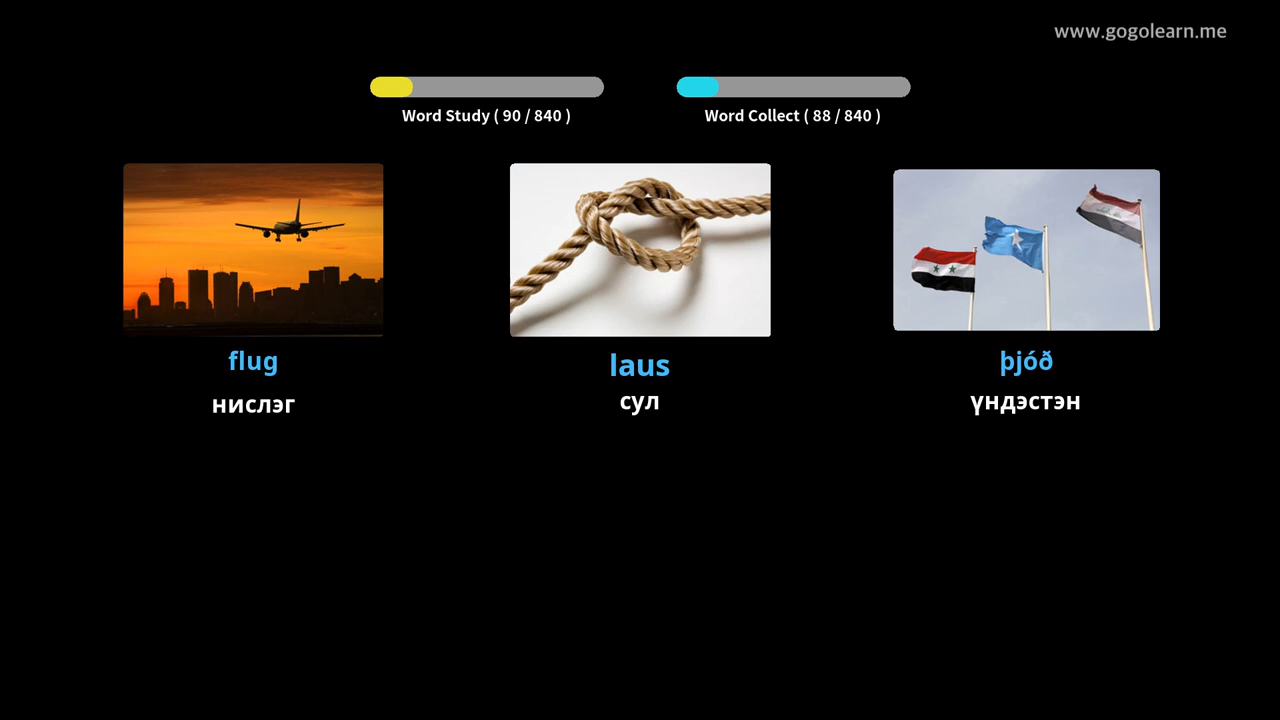 www.gogolearn.me
Word Study ( 90 / 840 )
Word Collect ( 88 / 840 )
flug
laus
þjóð
нислэг
сул
үндэстэн